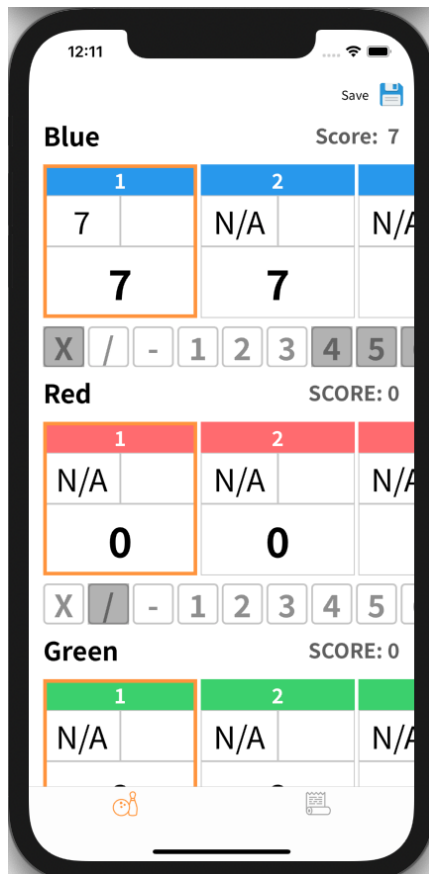 12:11
Save
Blue Score: 7
1 2
7 N/A N/A
7 7
X / - 1 2 3 4 5
Red SCORE: 0
1 2
N/A N/A N/A
0 0
X / - 1 2 3 4 5
Green SCORE: 0
1 2
N/A N/A N/A